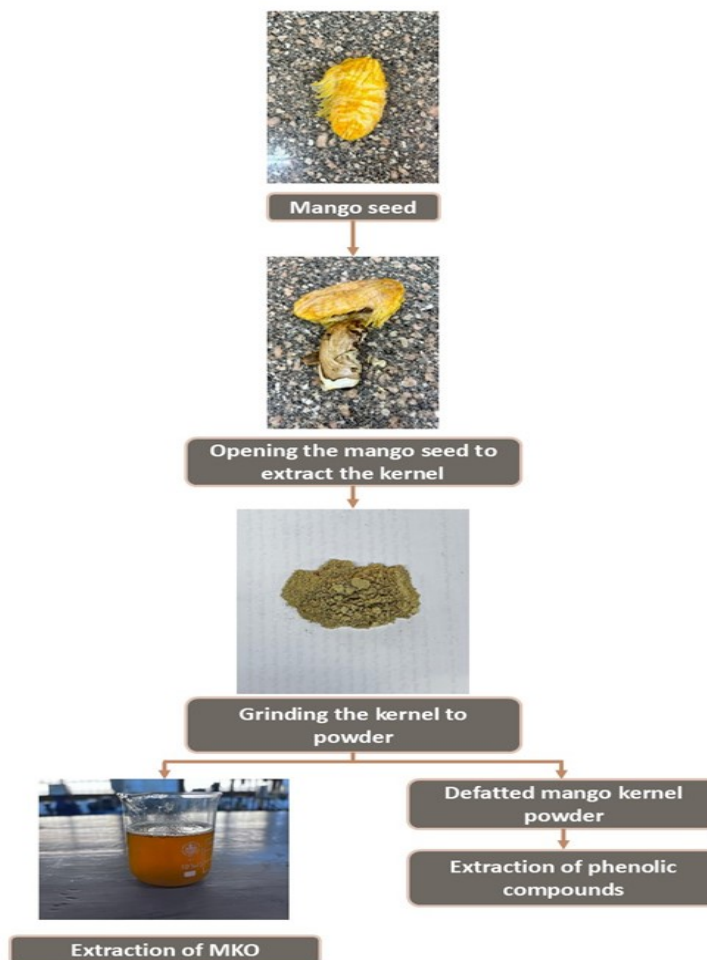 Mango seed
Opening the mango seed to
extract the kernel
Grinding the kernel to
powder
Defatted mango kernel
powder
Extraction of phenolic
compounds
Extraction of MKO